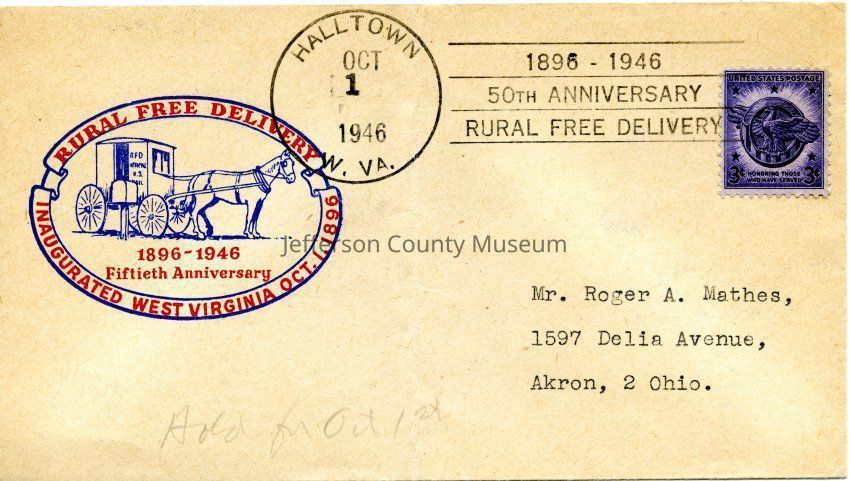 HALLTOWN
OCT
1
1946
W. VA.
1896 - 1946
50TH ANNIVERSARY
RURAL FREE DELIVERY
UNITED STATES POSTAGE
HONORING THOSE
WHO HAVE SERVED
3¢ 3¢
RURAL FREE DELIVERY
RFD
U.S.
1896-1946
Fiftieth Anniversary
INAUGURATED WEST VIRGINIA OCT. 1, 1896
Jefferson County Museum
Mr. Roger A. Mathes,
1597 Delia Avenue,
Akron, 2 Ohio.
Hold for Oct 1st